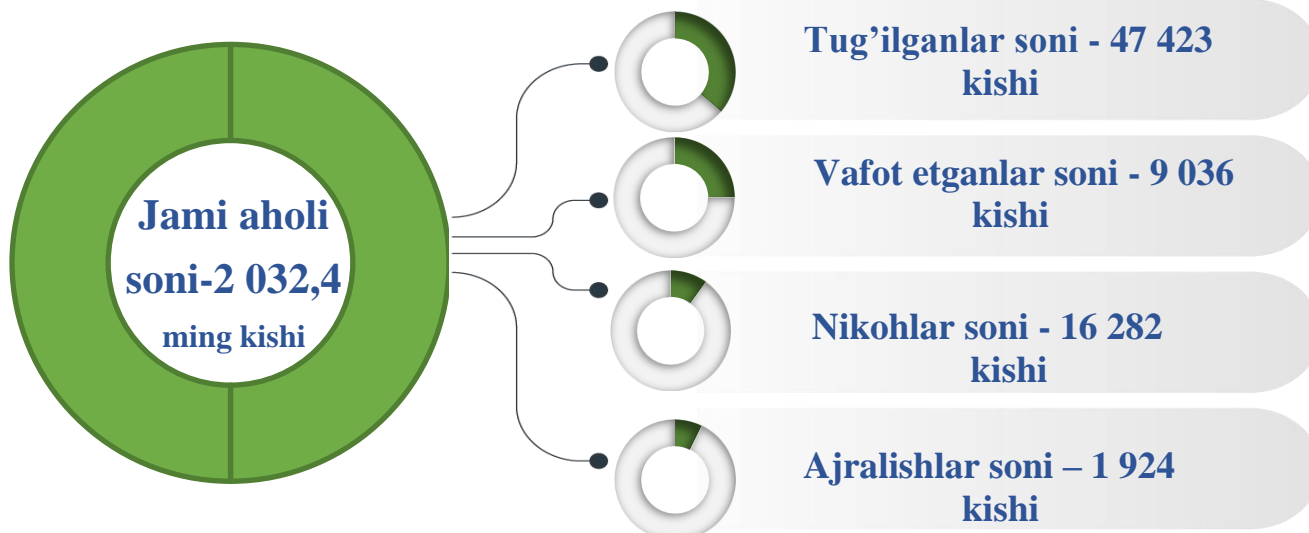 Jami aholi
soni-2 032,4
ming kishi
Tug’ilganlar soni - 47 423
kishi
Vafot etganlar soni - 9 036
kishi
Nikohlar soni - 16 282
kishi
Ajralishlar soni – 1 924
kishi